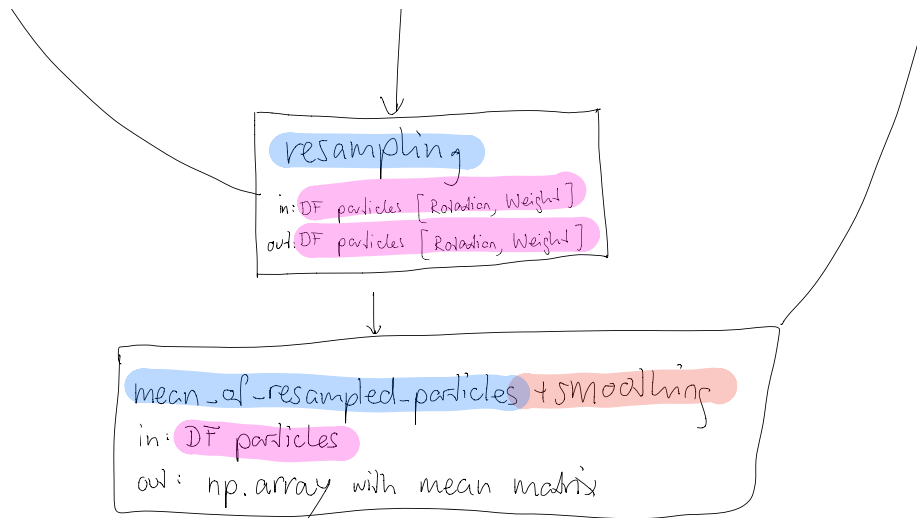 resampling
in: DF particles [Rotation, Weight]
out: DF particles [Rotation, Weight]
mean_of_resampled_particles + smoothing
in: DF particles
out: np.array with mean matrix